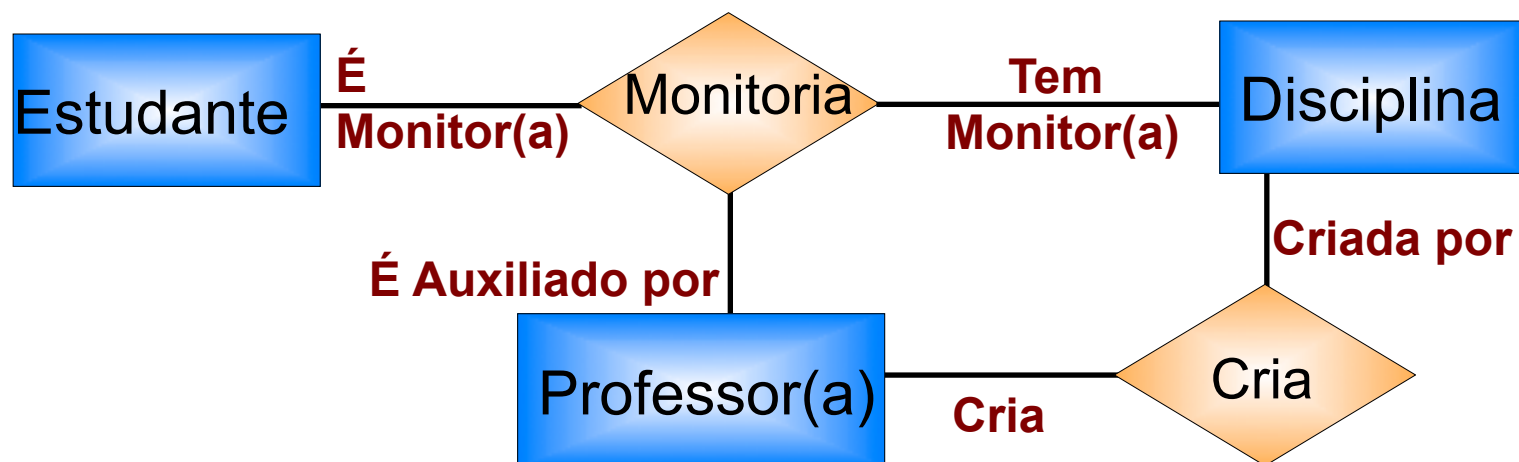 Estudante
É
Monitor(a)
Monitoria
Tem
Monitor(a)
Disciplina
É Auxiliado por
Criada por
Professor(a)
Cria
Cria